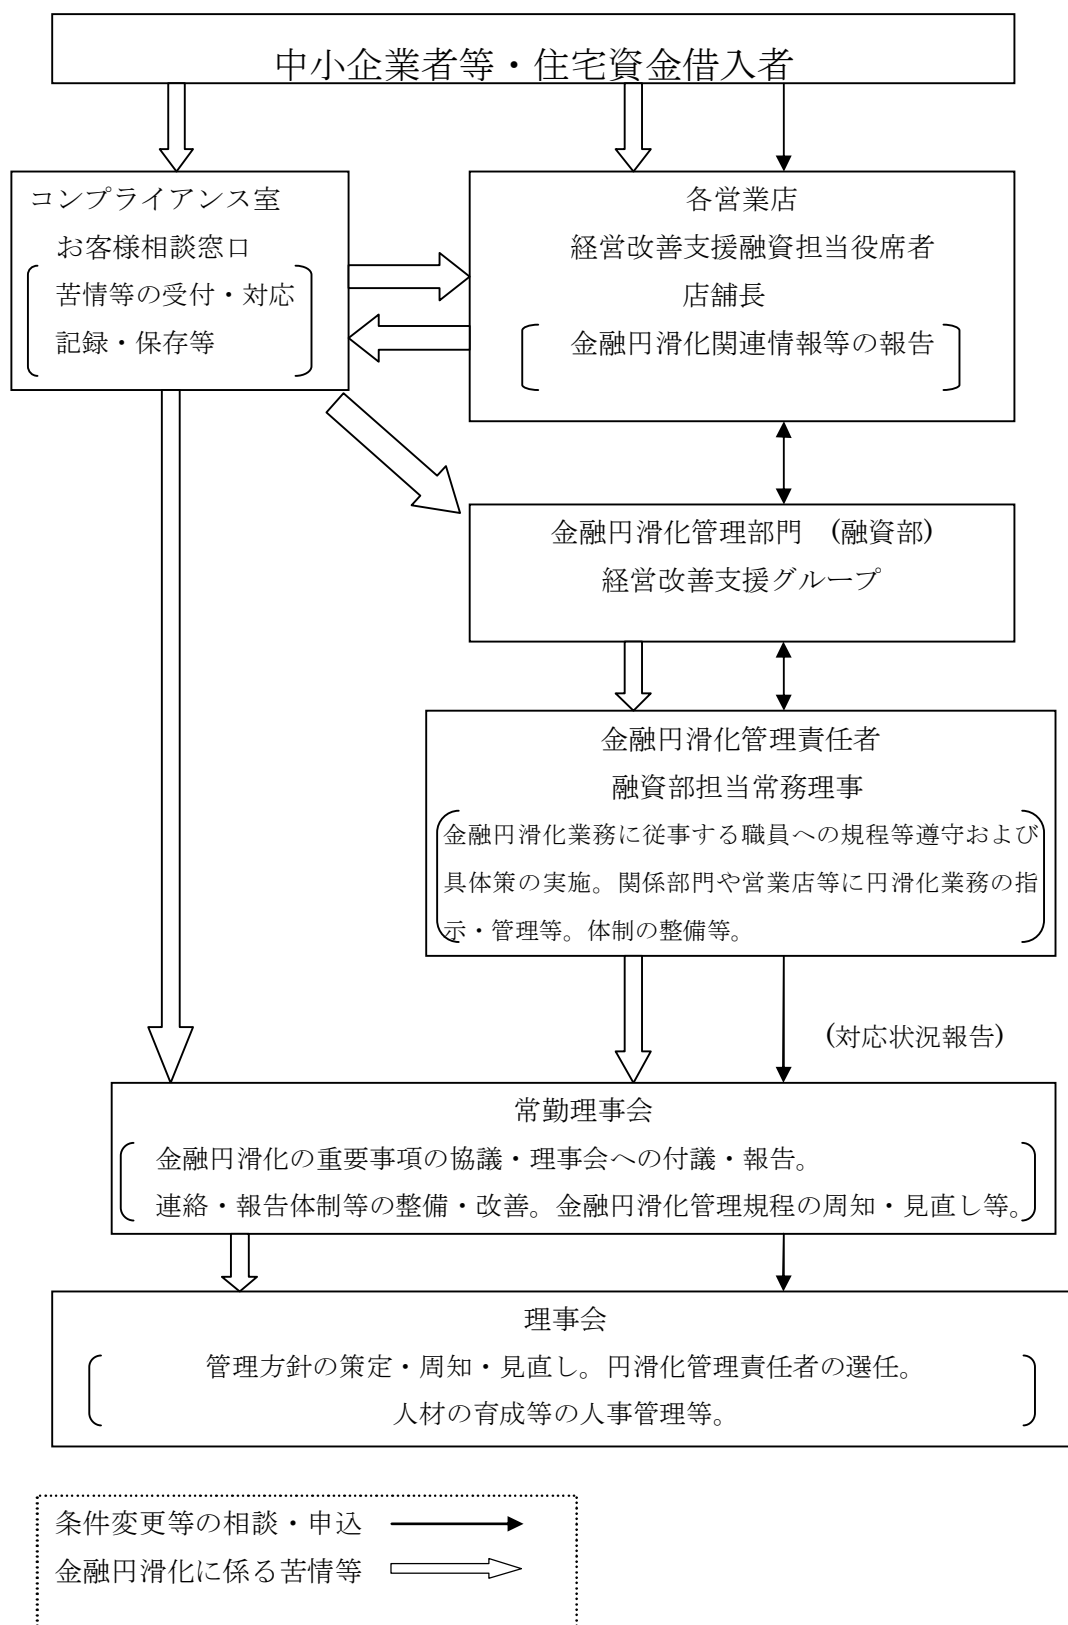 中小企業者等・住宅資金借入者
コンプライアンス室
お客様相談窓口
苦情等の受付・対応
記録・保存等
各営業店
経営改善支援融資担当役席者
店舗長
金融円滑化関連情報等の報告
金融円滑化管理部門 (融資部)
経営改善支援グループ
金融円滑化管理責任者
融資部担当常務理事
金融円滑化業務に従事する職員への規程等遵守および
具体策の実施。関係部門や営業店等に円滑化業務の指
示・管理等。体制の整備等。
(対応状況報告)
常勤理事会
金融円滑化の重要事項の協議・理事会への付議・報告。
連絡・報告体制等の整備・改善。金融円滑化管理規程の周知・見直し等。
理事会
管理方針の策定・周知・見直し。円滑化管理責任者の選任。
人材の育成等の人事管理等。
条件変更等の相談・申込
金融円滑化に係る苦情等